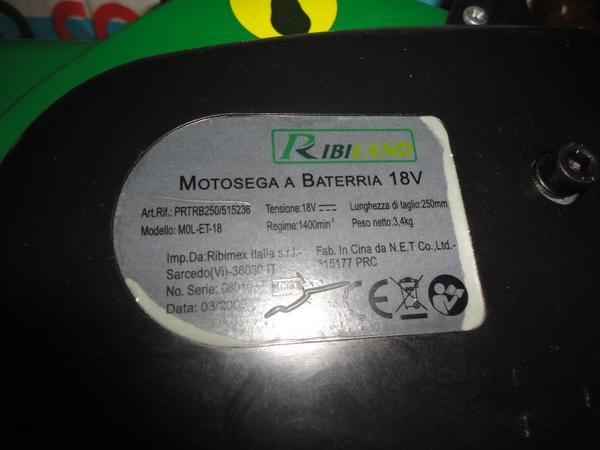 CO
RIBILAND
MOTOSEGA A BATERRIA 18V
Art.Rif.: PRTRB250/515236 Tensione:18V Lunghezza di taglio:250mm
Modello: M0L-ET-18 Regime:1400min⁻¹ Peso netto:3,4kg
Imp.Da:Ribimex Italia s.r.l.- Fab. In Cina da N.E.T Co.,Ltd.-
Sarcedo(Vi)-36030 IT 315177 PRC
No. Serie:
Data: 03/2009
CE